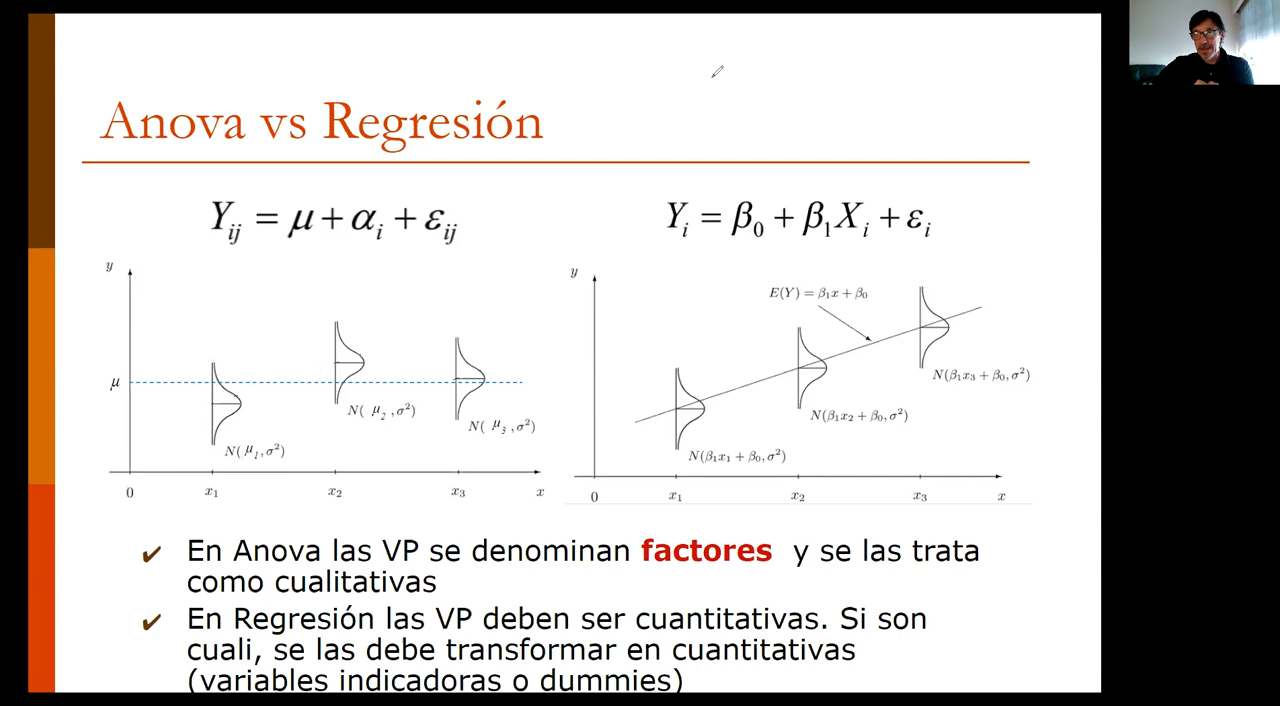 Anova vs Regresión
Y_ij = μ + α_i + ε_ij
Y_i = β_0 + β_1 X_i + ε_i
y
μ
N( μ_1 , σ²)
N( μ_2 , σ²)
N( μ_3 , σ²)
0 x_1 x_2 x_3 x
y
E(Y) = β_1x + β_0
N(β_1x_1 + β_0, σ²)
N(β_1x_2 + β_0, σ²)
N(β_1x_3 + β_0, σ²)
0 x_1 x_2 x_3 x
✔ En Anova las VP se denominan factores y se las trata
como cualitativas
✔ En Regresión las VP deben ser cuantitativas. Si son
cuali, se las debe transformar en cuantitativas
(variables indicadoras o dummies)